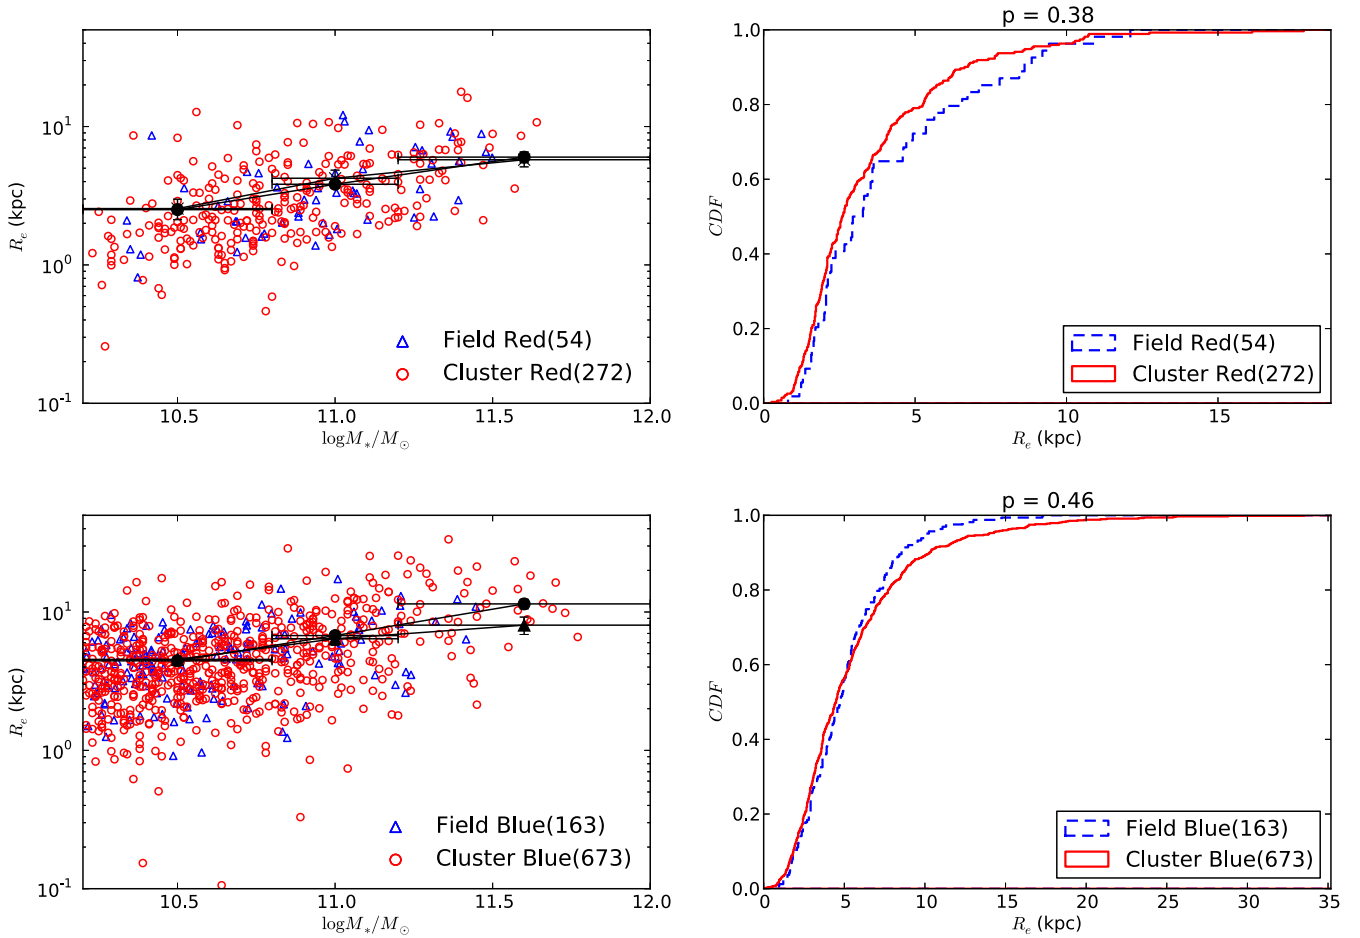 10^1
10^0
10^-1
R_e (kpc)
Field Red(54)
Cluster Red(272)
10.5 11.0 11.5 12.0
logM_*/M_⊙
p = 0.38
1.0
0.8
0.6
0.4
0.2
0.0
CDF
Field Red(54)
Cluster Red(272)
0 5 10 15
R_e (kpc)
10^1
10^0
10^-1
R_e (kpc)
Field Blue(163)
Cluster Blue(673)
10.5 11.0 11.5 12.0
logM_*/M_⊙
p = 0.46
1.0
0.8
0.6
0.4
0.2
0.0
CDF
Field Blue(163)
Cluster Blue(673)
0 5 10 15 20 25 30 35
R_e (kpc)